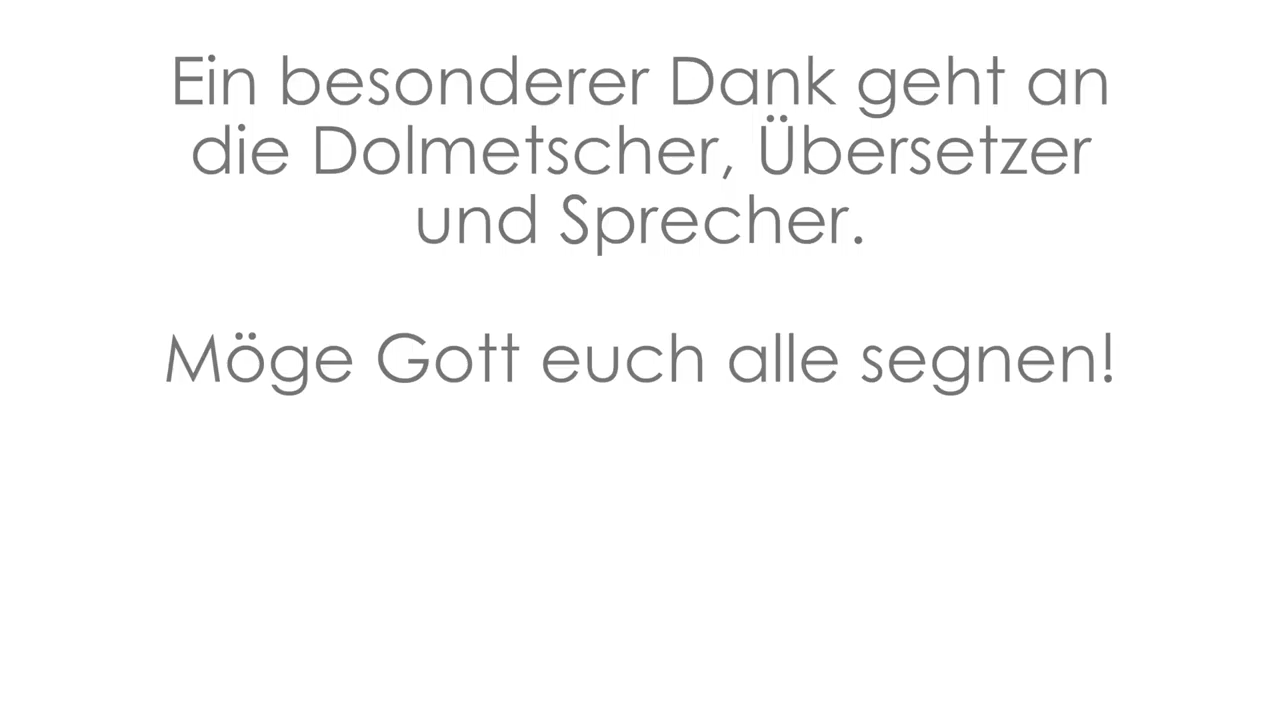 Ein besonderer Dank geht an
die Dolmetscher, Übersetzer
und Sprecher.
Möge Gott euch alle segnen!